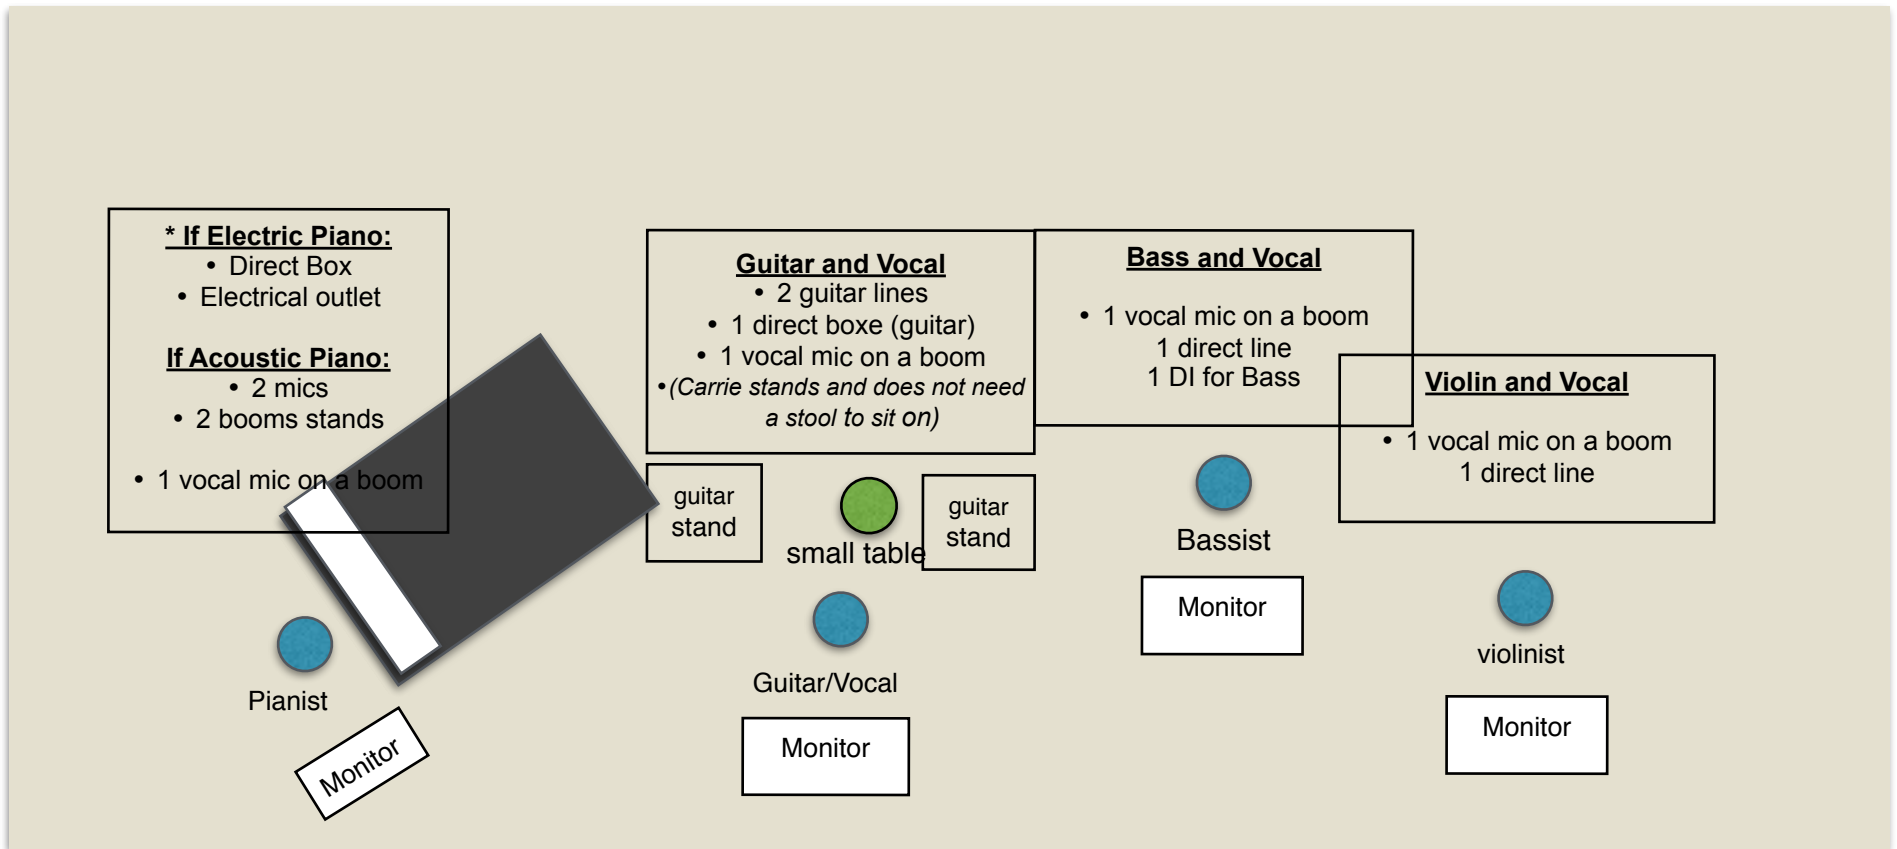 * If Electric Piano:
• Direct Box
• Electrical outlet
If Acoustic Piano:
• 2 mics
• 2 booms stands
• 1 vocal mic on a boom
Guitar and Vocal
• 2 guitar lines
• 1 direct boxe (guitar)
• 1 vocal mic on a boom
• (Carrie stands and does not need
a stool to sit on)
Bass and Vocal
• 1 vocal mic on a boom
1 direct line
1 DI for Bass
Violin and Vocal
• 1 vocal mic on a boom
1 direct line
guitar
stand
small table
guitar
stand
Bassist
Monitor
violinist
Monitor
Guitar/Vocal
Monitor
Pianist
Monitor